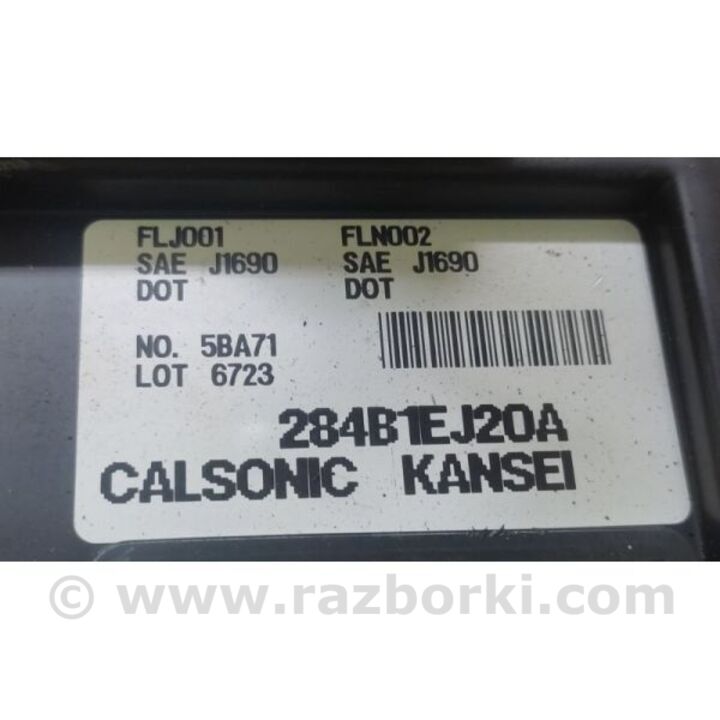 FLJ001 FLN002
SAE J1690 SAE J1690
DOT DOT
NO. 5BA71
LOT 6723
284B1EJ20A
CALSONIC KANSEI
© www.razborki.com